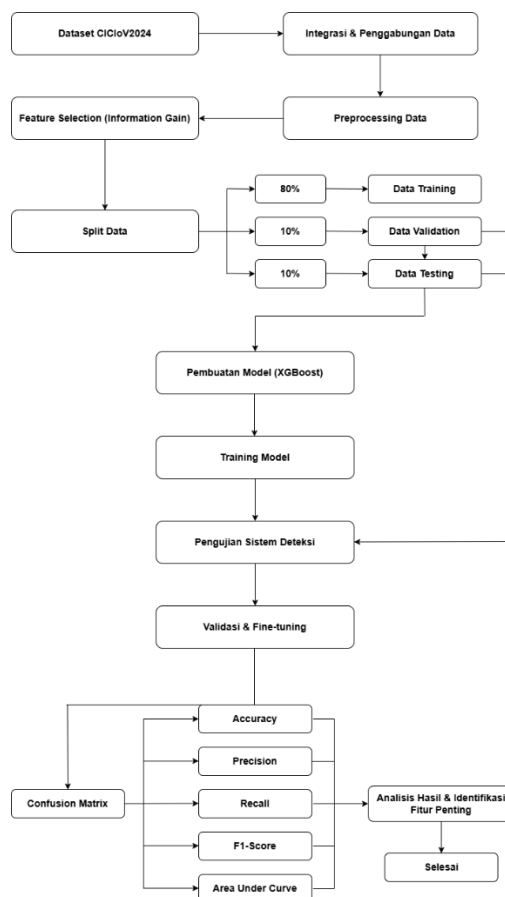 Dataset CICIoV2024
Integrasi & Penggabungan Data
Feature Selection (Information Gain)
Preprocessing Data
80%
Data Training
Split Data
10%
Data Validation
10%
Data Testing
Pembuatan Model (XGBoost)
Training Model
Pengujian Sistem Deteksi
Validasi & Fine-tuning
Accuracy
Precision
Confusion Matrix
Recall
F1-Score
Area Under Curve
Analisis Hasil & Identifikasi
Fitur Penting
Selesai